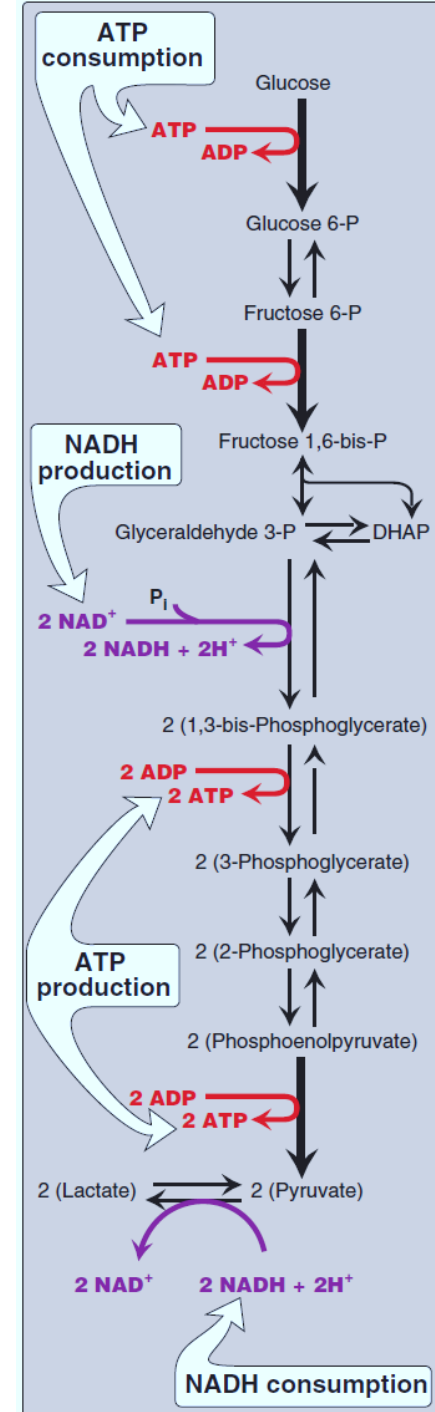 ATP
consumption
Glucose
ATP
ADP
Glucose 6-P
Fructose 6-P
ATP
ADP
Fructose 1,6-bis-P
NADH
production
Glyceraldehyde 3-P
DHAP
Pi
2 NAD+
2 NADH + 2H+
2 (1,3-bis-Phosphoglycerate)
2 ADP
2 ATP
2 (3-Phosphoglycerate)
ATP
production
2 (2-Phosphoglycerate)
2 (Phosphoenolpyruvate)
2 ADP
2 ATP
2 (Lactate)
2 (Pyruvate)
2 NAD+
2 NADH + 2H+
NADH consumption